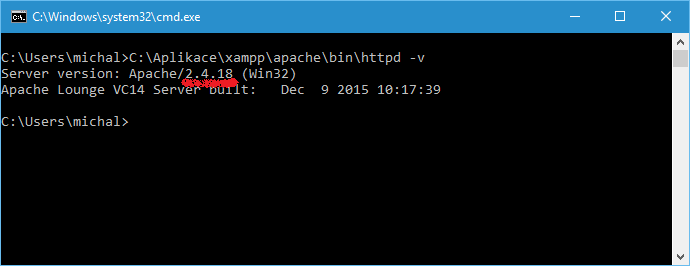 C:\Windows\system32\cmd.exe
C:\Users\michal>C:\Aplikace\xampp\apache\bin\httpd -v
Server version: Apache/2.4.18 (Win32)
Apache Lounge VC14 Server built:   Dec  9 2015 10:17:39
C:\Users\michal>